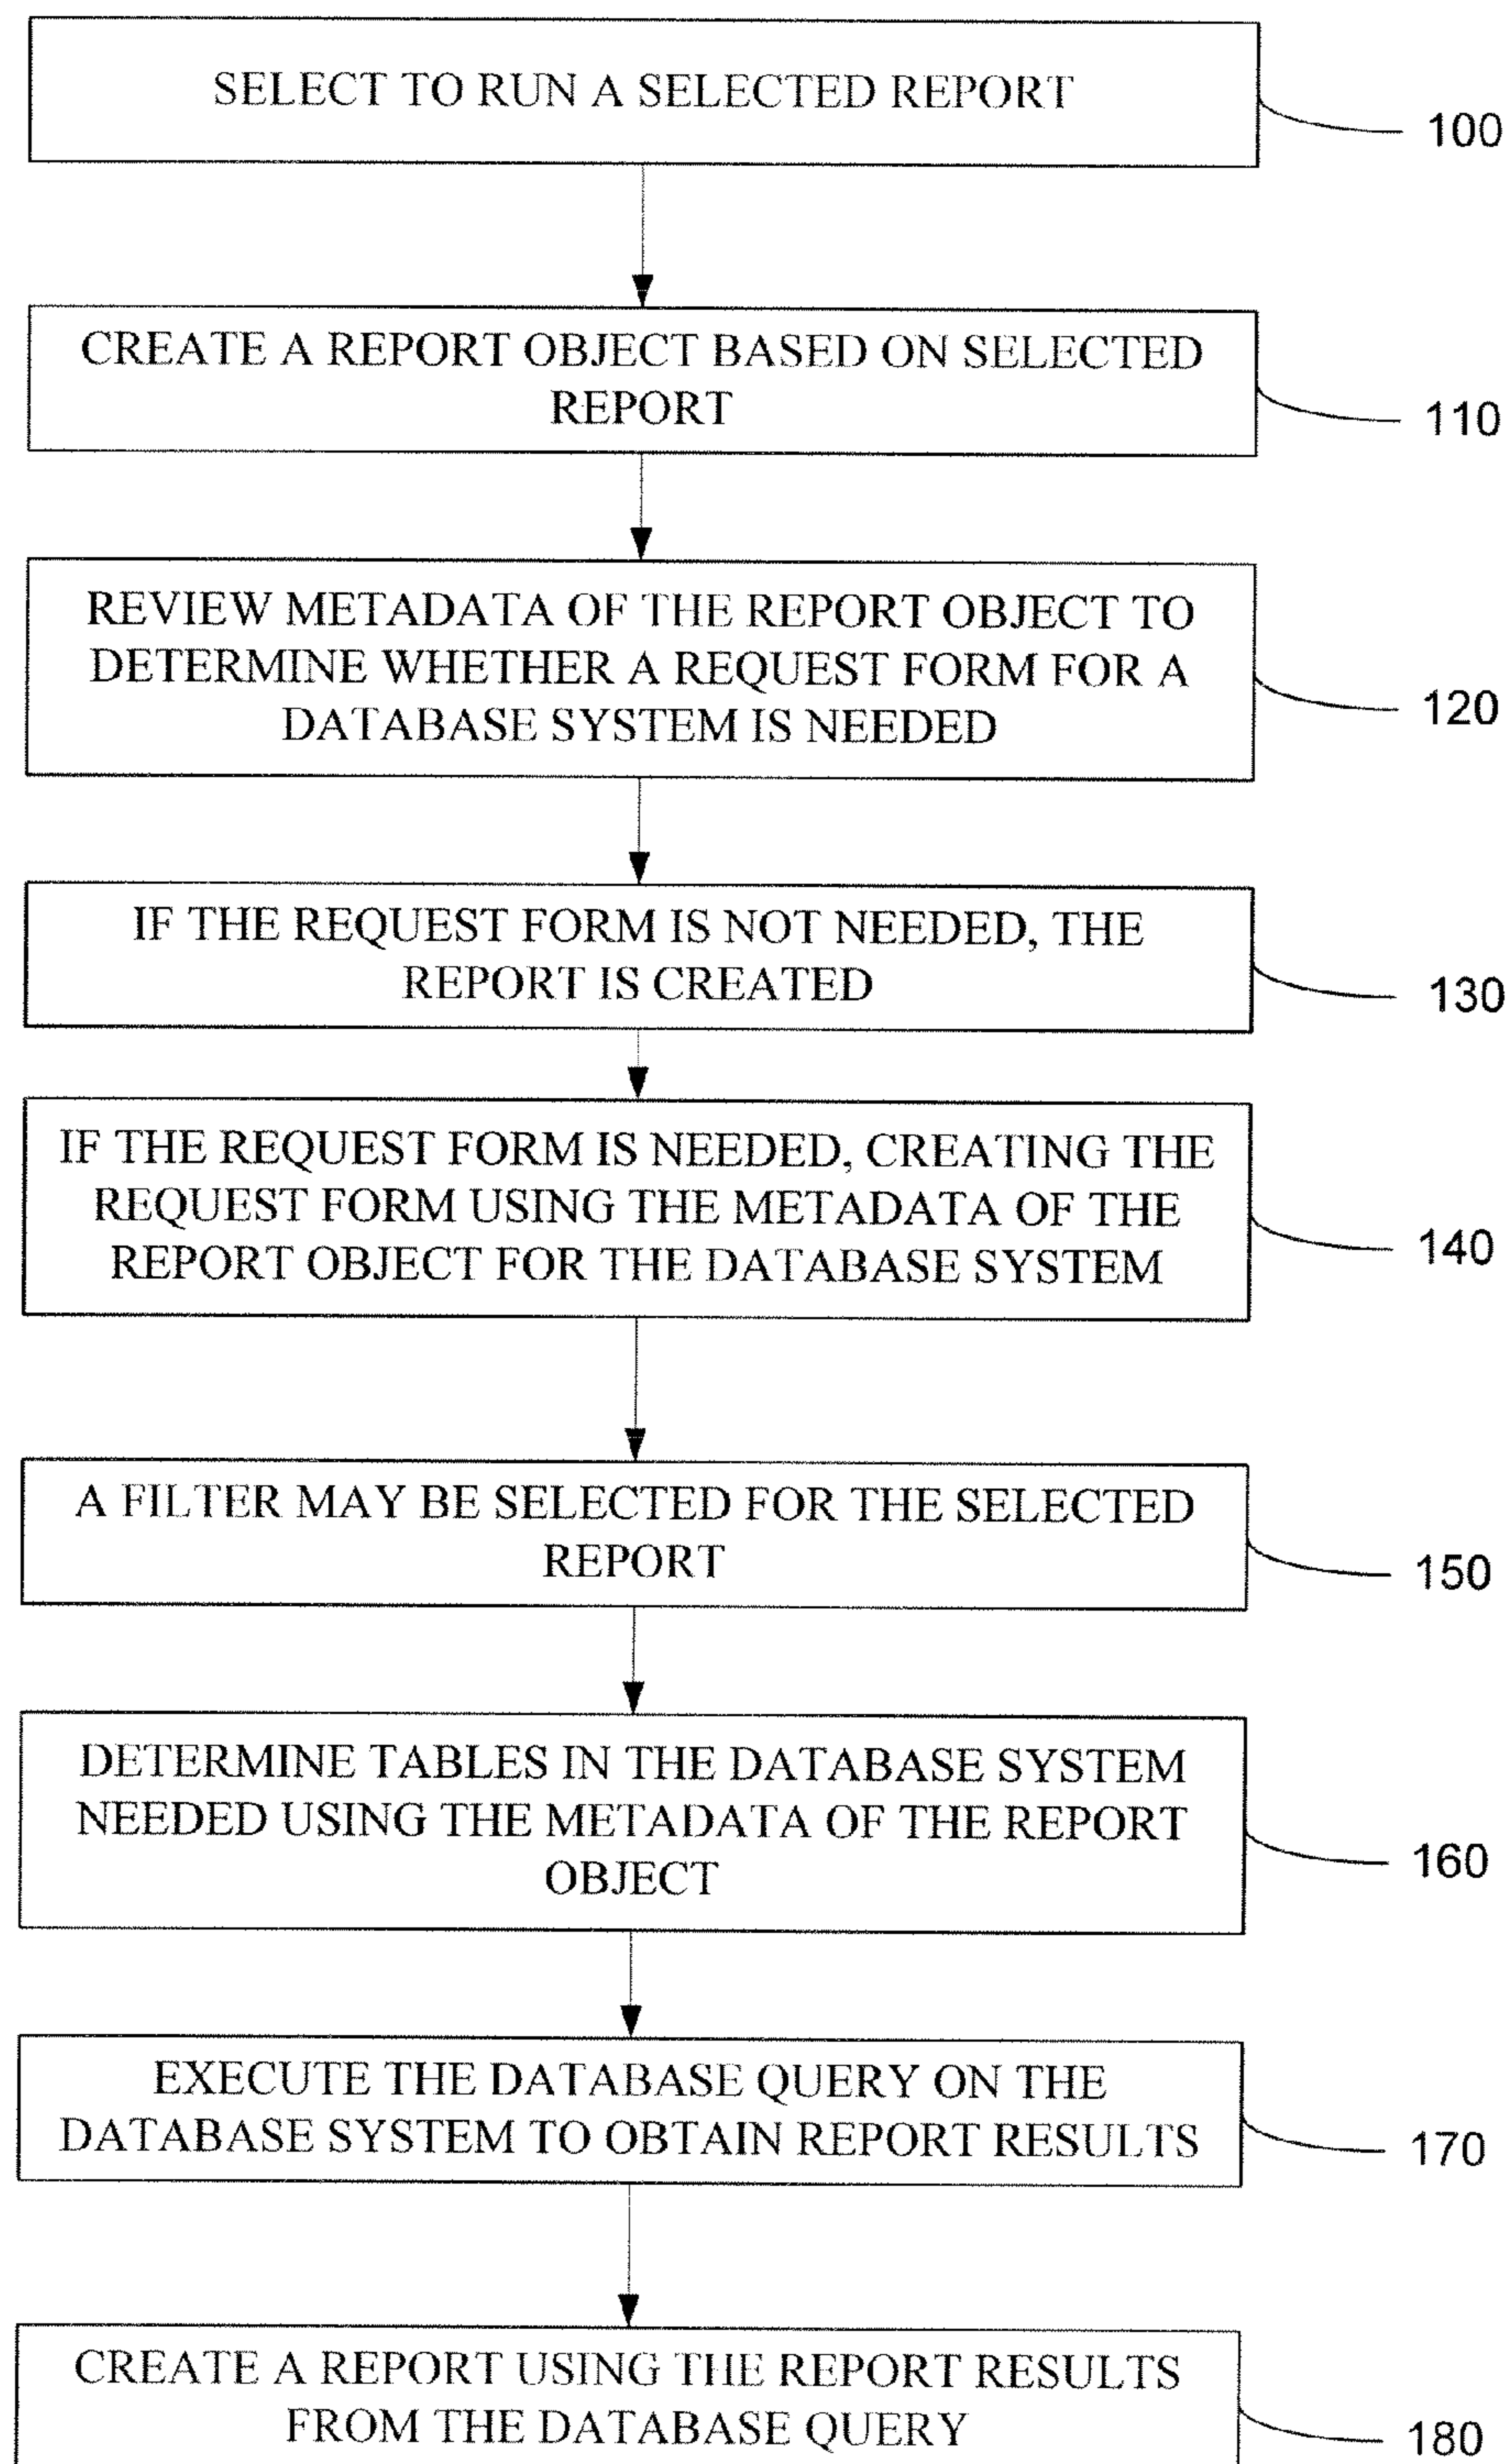 SELECT TO RUN A SELECTED REPORT
100
CREATE A REPORT OBJECT BASED ON SELECTED
REPORT
110
REVIEW METADATA OF THE REPORT OBJECT TO
DETERMINE WHETHER A REQUEST FORM FOR A
DATABASE SYSTEM IS NEEDED
120
IF THE REQUEST FORM IS NOT NEEDED, THE
REPORT IS CREATED
130
IF THE REQUEST FORM IS NEEDED, CREATING THE
REQUEST FORM USING THE METADATA OF THE
REPORT OBJECT FOR THE DATABASE SYSTEM
140
A FILTER MAY BE SELECTED FOR THE SELECTED
REPORT
150
DETERMINE TABLES IN THE DATABASE SYSTEM
NEEDED USING THE METADATA OF THE REPORT
OBJECT
160
EXECUTE THE DATABASE QUERY ON THE
DATABASE SYSTEM TO OBTAIN REPORT RESULTS
170
CREATE A REPORT USING THE REPORT RESULTS
FROM THE DATABASE QUERY
180